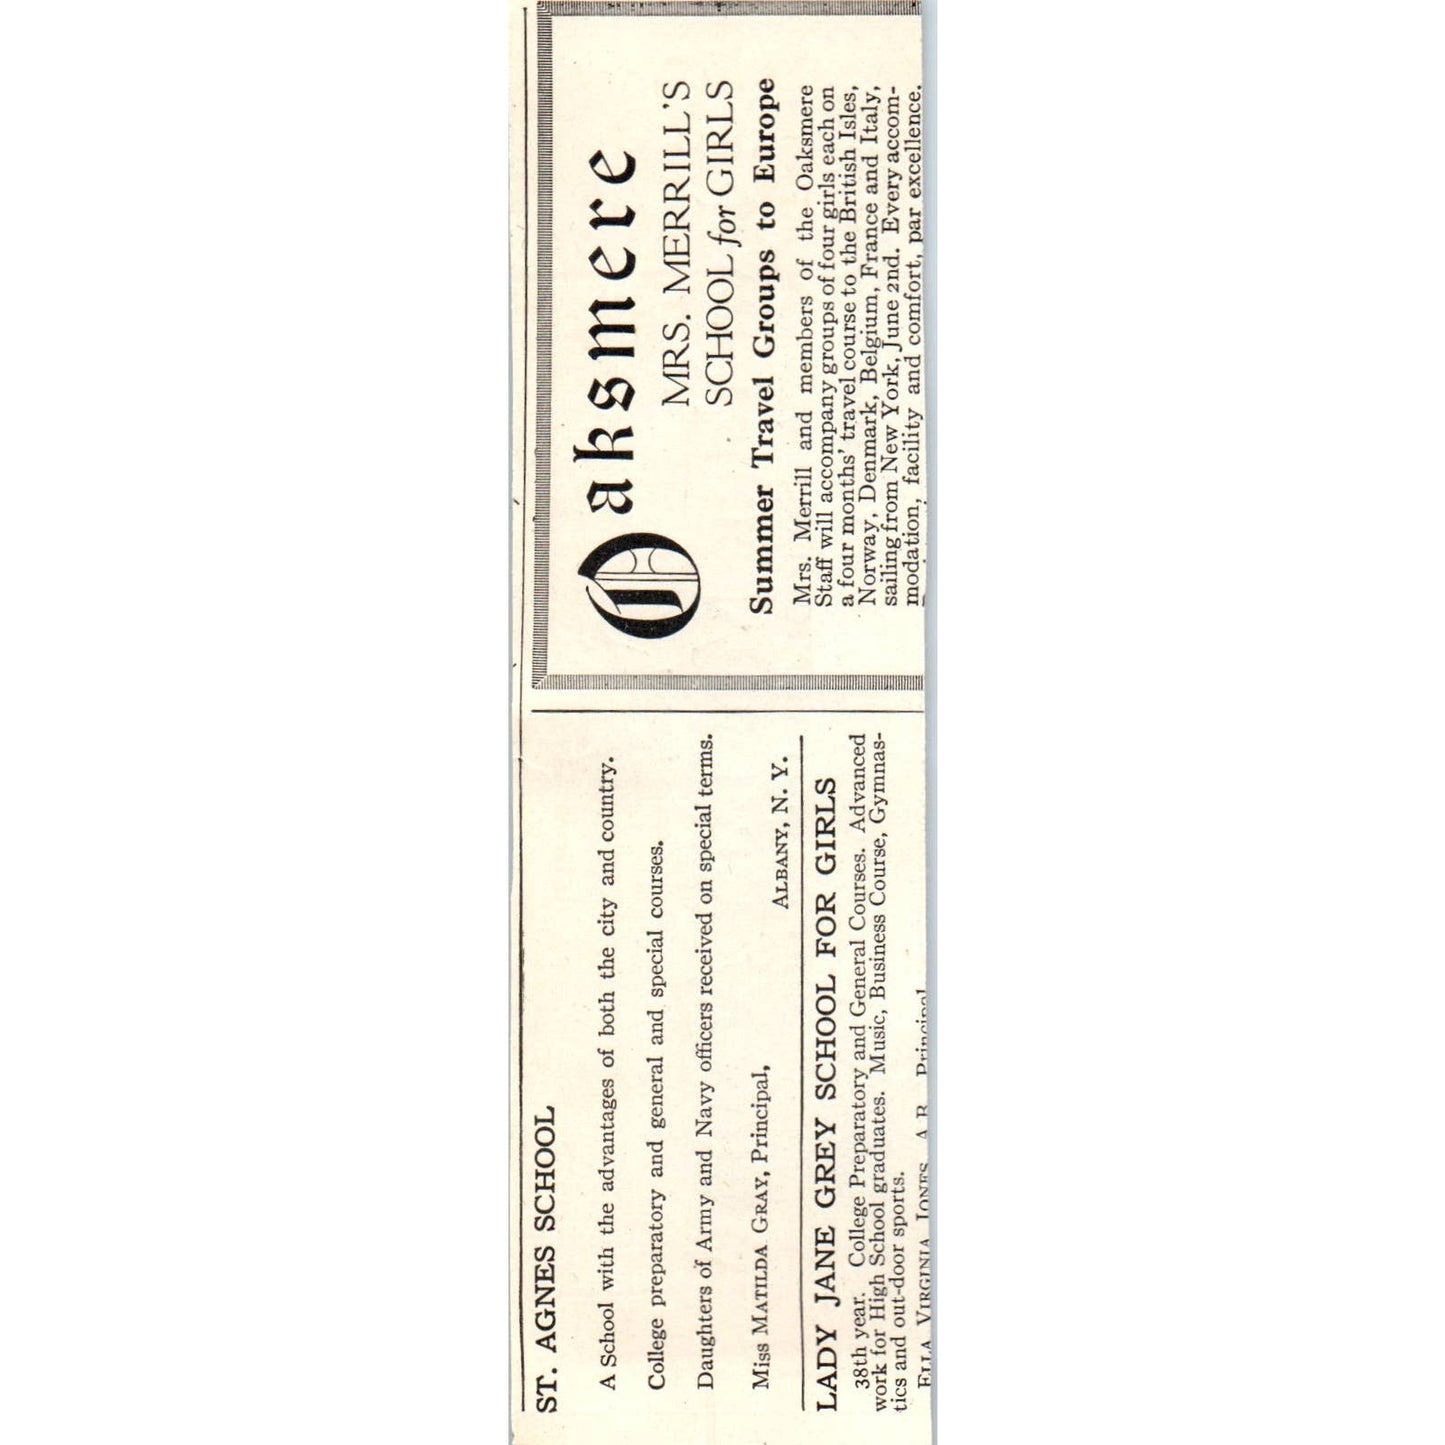 ST. AGNES SCHOOL
A School with the advantages of both the city and country.
College preparatory and general and special courses.
Daughters of Army and Navy officers received on special terms.
Miss MATILDA GRAY, Principal,
ALBANY, N. Y.
LADY JANE GREY SCHOOL FOR GIRLS
38th year. College Preparatory and General Courses. Advanced
work for High School graduates. Music, Business Course, Gymnas-
tics and out-door sports.
ELLA VIRGINIA JONES, A.B., Principal
Oaksmere
MRS. MERRILL'S
SCHOOL for GIRLS
Summer Travel Groups to Europe
Mrs. Merrill and members of the Oaksmere
Staff will accompany groups of four girls each on
a four months' travel course to the British Isles,
Norway, Denmark, Belgium, France and Italy,
sailing from New York, June 2nd. Every accom-
modation, facility and comfort, par excellence.